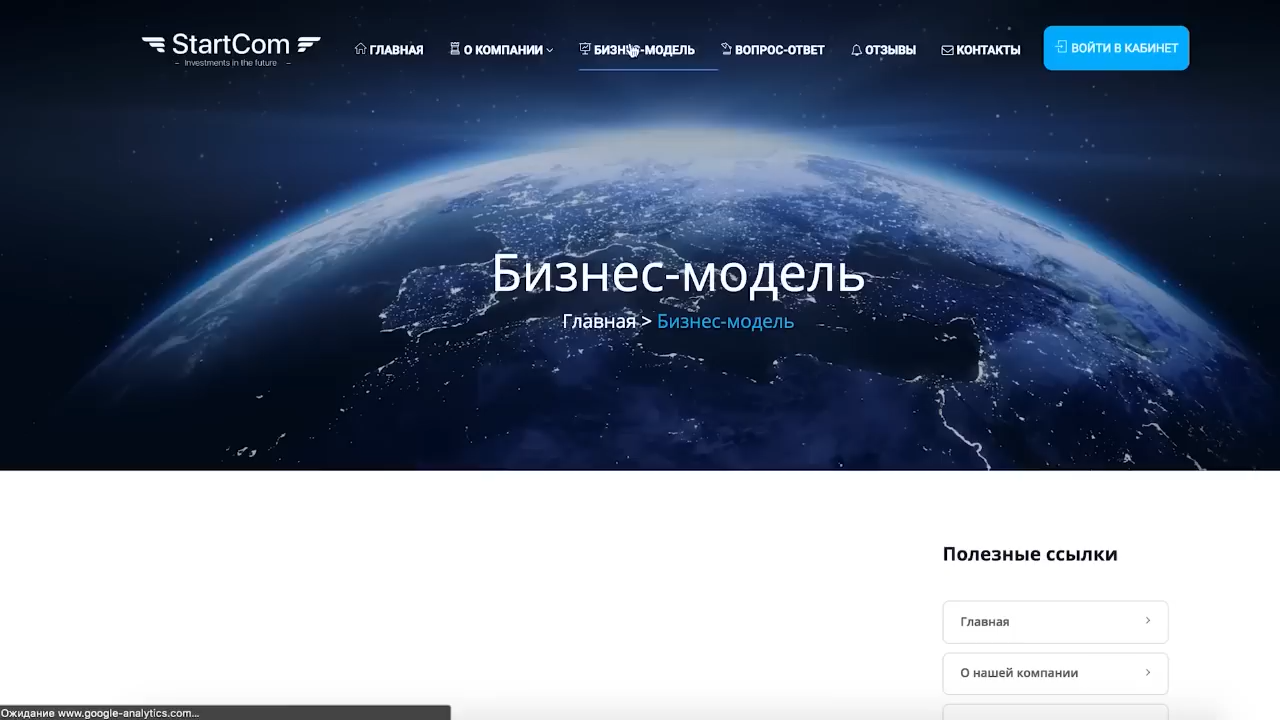 StartCom
– Investments in the future –
ГЛАВНАЯ
О КОМПАНИИ
БИЗНЕС-МОДЕЛЬ
ВОПРОС-ОТВЕТ
ОТЗЫВЫ
КОНТАКТЫ
ВОЙТИ В КАБИНЕТ
Бизнес-модель
Главная > Бизнес-модель
Полезные ссылки
Главная
О нашей компании
Ожидание www.google-analytics.com...